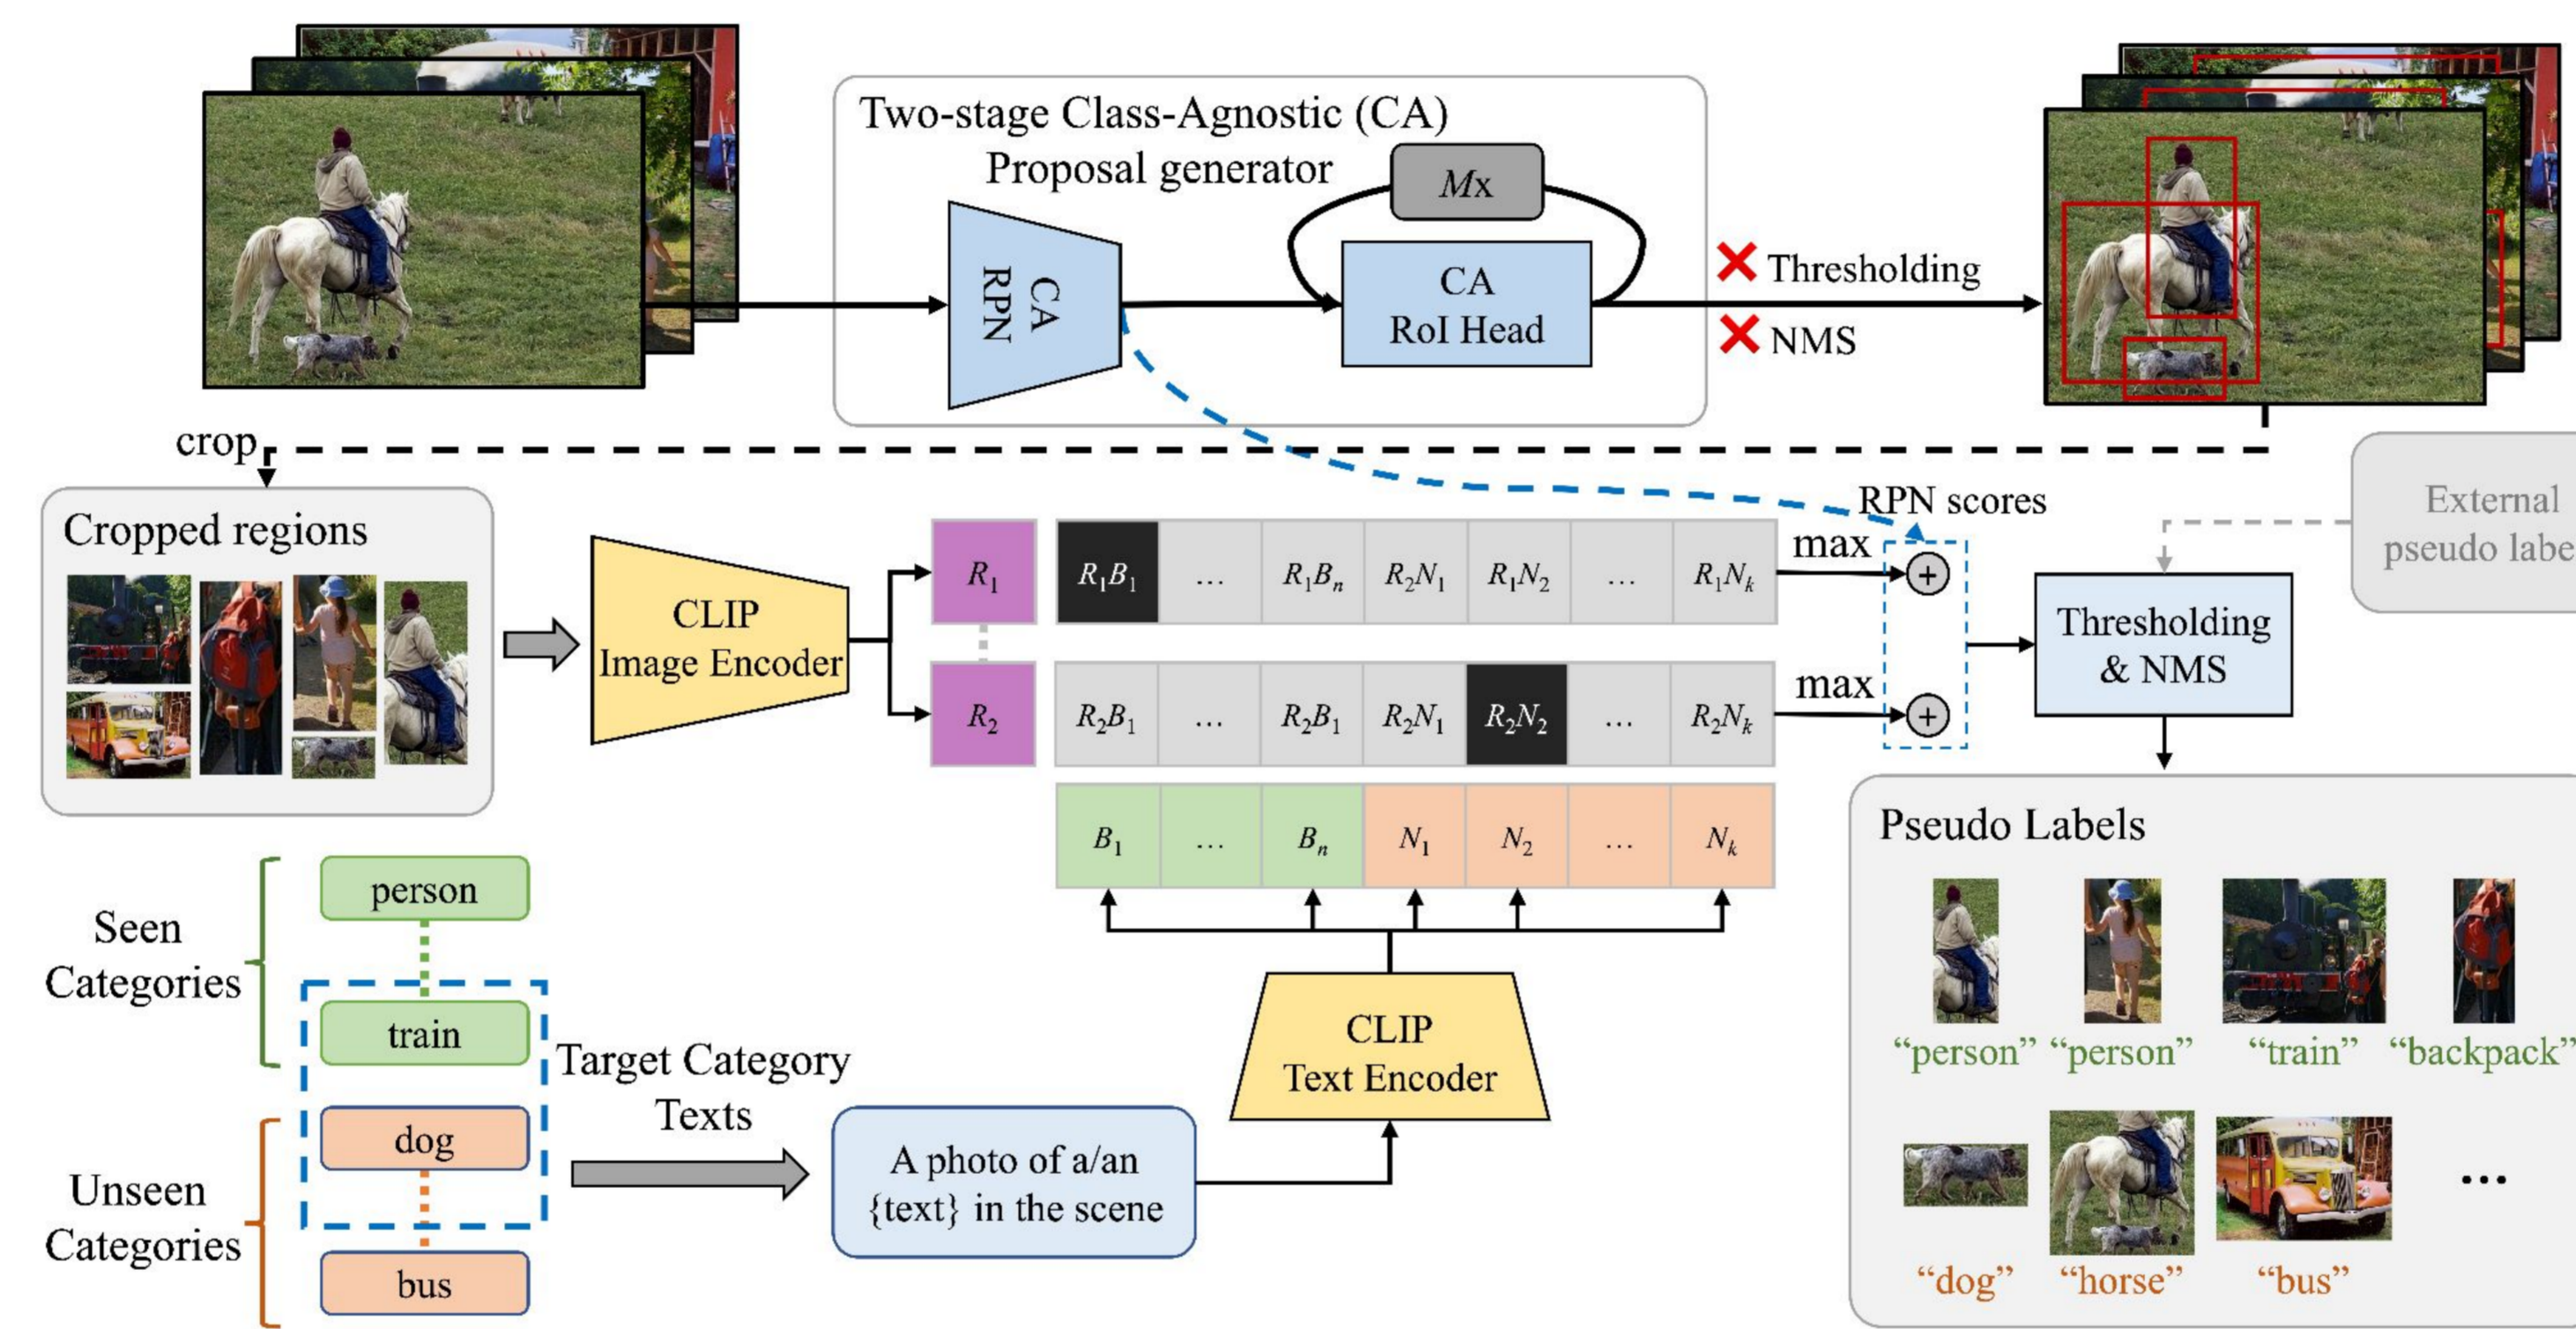 Two-stage Class-Agnostic (CA)
Proposal generator
Mx
CA
RPN
CA
RoI Head
Thresholding
NMS
crop
Cropped regions
CLIP
Image Encoder
R1
R1B1 ... R1Bn R2N1 R1N2 ... R1Nk
max
RPN scores
+
External
pseudo labe
R2
R2B1 ... R2B1 R2N1 R2N2 ... R2Nk
max
+
Thresholding
& NMS
B1 ... Bn N1 N2 ... Nk
Seen
Categories
person
train
Unseen
Categories
dog
bus
Target Category
Texts
A photo of a/an
{text} in the scene
CLIP
Text Encoder
Pseudo Labels
“person” “person” “train” “backpack”
“dog” “horse” “bus” ...